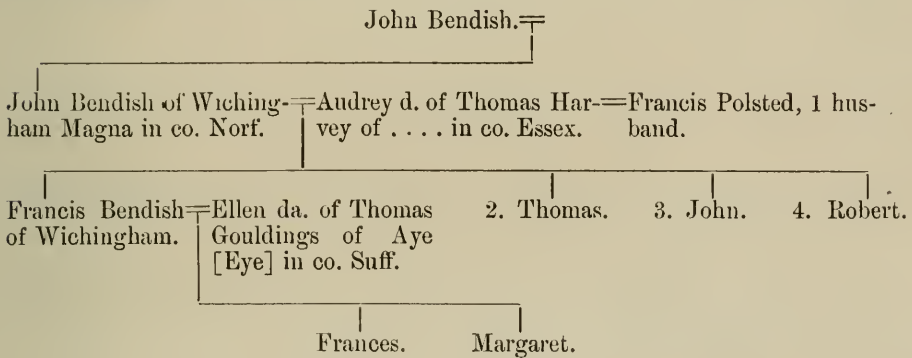 John Bendish.
John Bendish of Wiching- Audrey d. of Thomas Har- Francis Polsted, 1 hus-
ham Magna in co. Norf. vey of .... in co. Essex. band.
Francis Bendish Ellen da. of Thomas 2. Thomas. 3. John. 4. Robert.
of Wichingham. Gouldings of Aye
[Eye] in co. Suff.
Frances. Margaret.